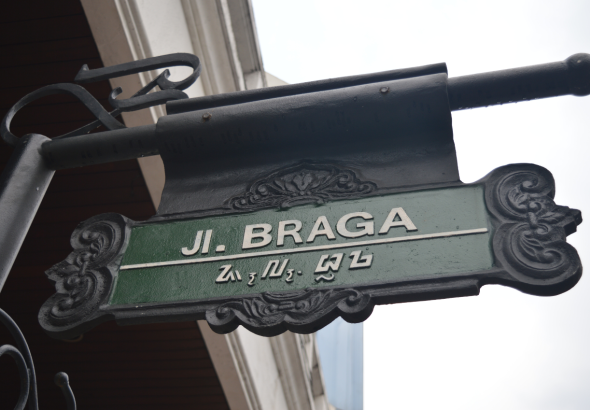 Jl. BRAGA
ᮏ᮪ᮜ᮪. ᮘᮢᮌ